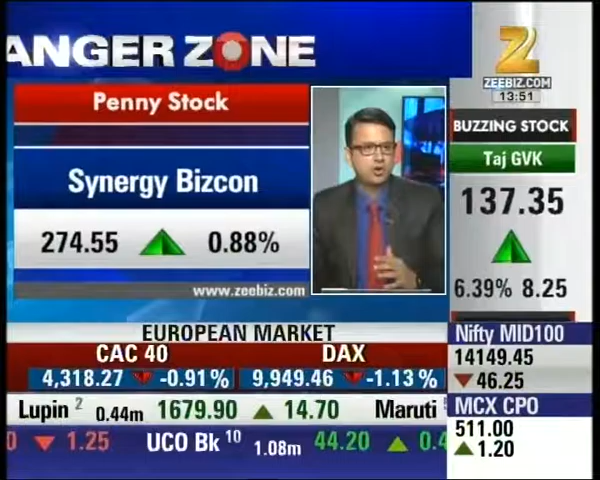 ANGER ZONE
Z
ZEEBIZ.COM
13:51
Penny Stock
Synergy Bizcon
274.55 0.88%
www.zeebiz.com
BUZZING STOCK
Taj GVK
137.35
6.39% 8.25
EUROPEAN MARKET
CAC 40 DAX
4,318.27 -0.91% 9,949.46 -1.13%
Nifty MID100
14149.45
46.25
Lupin 2 0.44m 1679.90 14.70 Maruti
MCX CPO
511.00
1.20
0 1.25 UCO Bk 10 1.08m 44.20 0.4